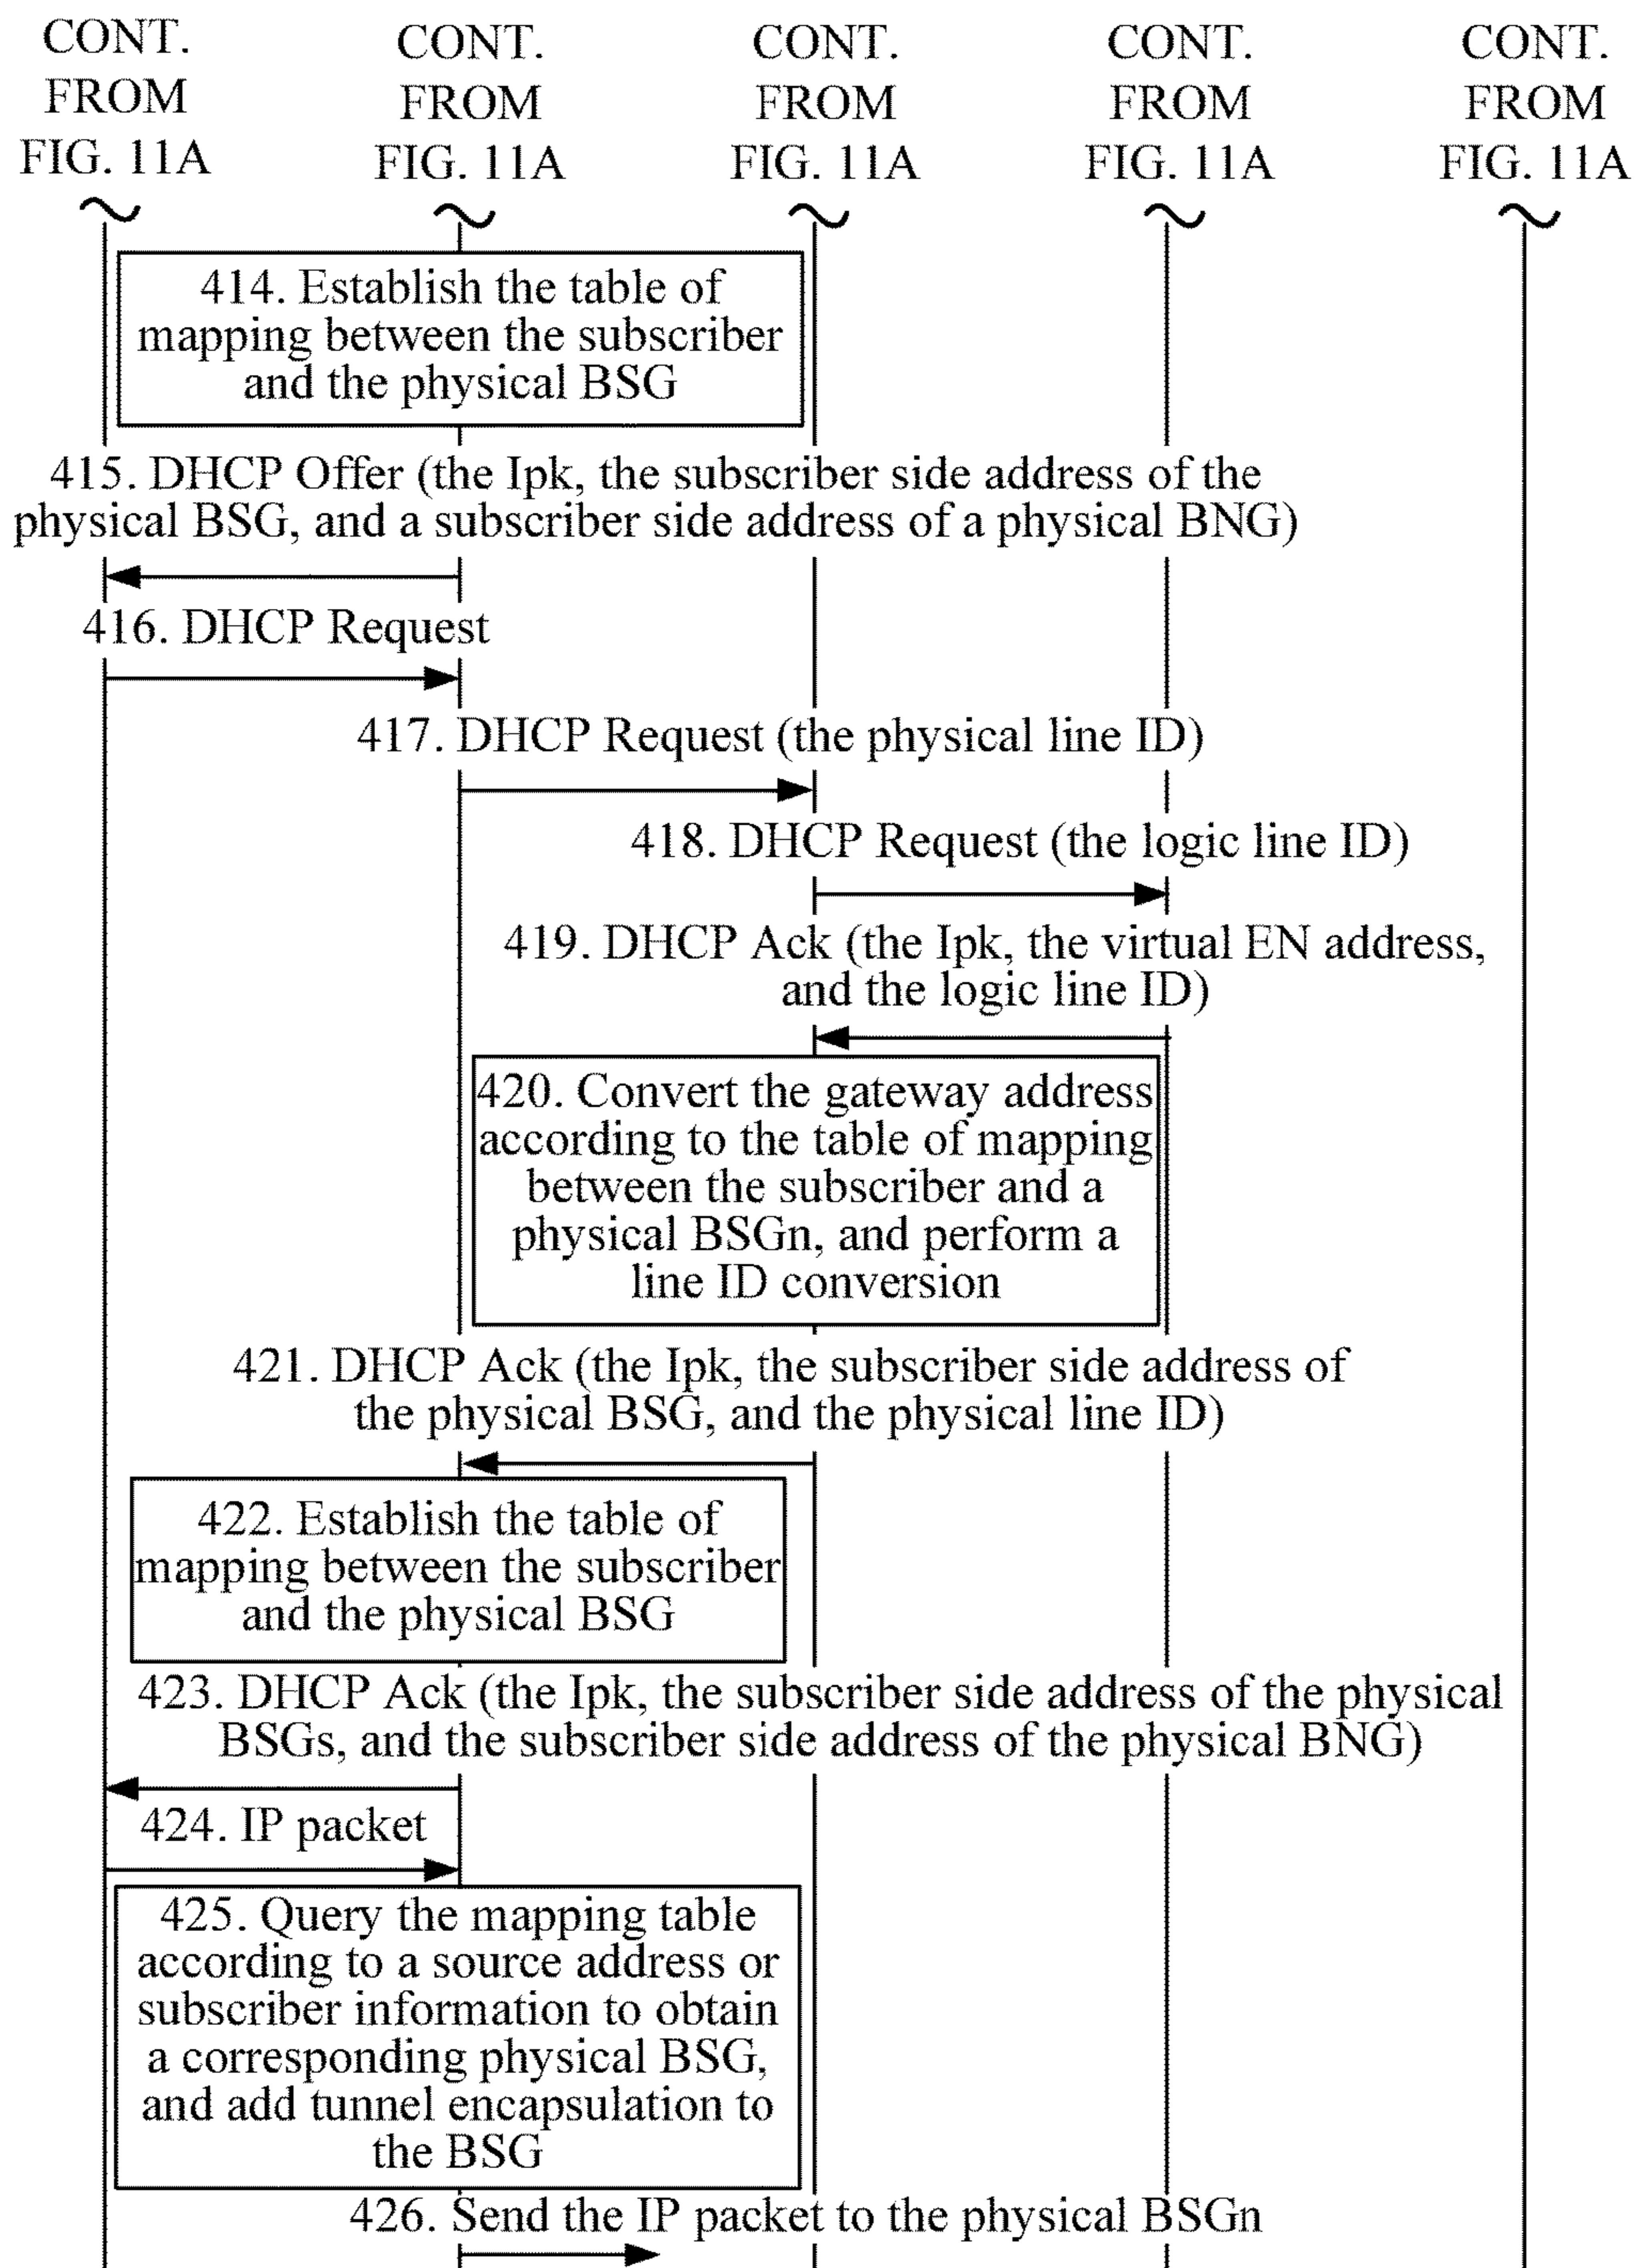 CONT. CONT. CONT. CONT. CONT.
FROM FROM FROM FROM FROM
FIG. 11A FIG. 11A FIG. 11A FIG. 11A FIG. 11A
414. Establish the table of
mapping between the subscriber
and the physical BSG
415. DHCP Offer (the Ipk, the subscriber side address of the
physical BSG, and a subscriber side address of a physical BNG)
416. DHCP Request
417. DHCP Request (the physical line ID)
418. DHCP Request (the logic line ID)
419. DHCP Ack (the Ipk, the virtual EN address,
and the logic line ID)
420. Convert the gateway address
according to the table of mapping
between the subscriber and a
physical BSGn, and perform a
line ID conversion
421. DHCP Ack (the Ipk, the subscriber side address of
the physical BSG, and the physical line ID)
422. Establish the table of
mapping between the subscriber
and the physical BSG
423. DHCP Ack (the Ipk, the subscriber side address of the physical
BSGs, and the subscriber side address of the physical BNG)
424. IP packet
425. Query the mapping table
according to a source address or
subscriber information to obtain
a corresponding physical BSG,
and add tunnel encapsulation to
the BSG
426. Send the IP packet to the physical BSGn